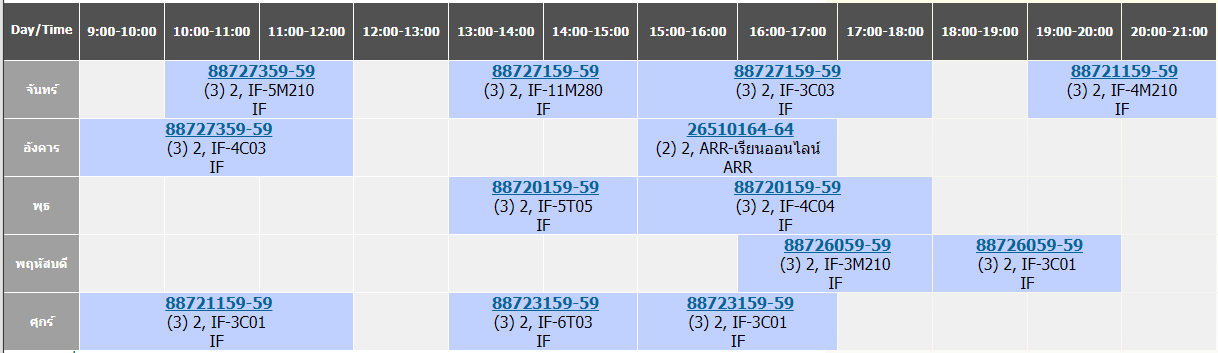 Day/Time 9:00-10:00 10:00-11:00 11:00-12:00 12:00-13:00 13:00-14:00 14:00-15:00 15:00-16:00 16:00-17:00 17:00-18:00 18:00-19:00 19:00-20:00 20:00-21:00
จันทร์
88727359-59
(3) 2, IF-5M210
IF
88727159-59
(3) 2, IF-11M280
IF
88727159-59
(3) 2, IF-3C03
IF
88721159-59
(3) 2, IF-4M210
IF
อังคาร
88727359-59
(3) 2, IF-4C03
IF
26510164-64
(2) 2, ARR-เรียนออนไลน์
ARR
พุธ
88720159-59
(3) 2, IF-5T05
IF
88720159-59
(3) 2, IF-4C04
IF
พฤหัสบดี
88726059-59
(3) 2, IF-3M210
IF
88726059-59
(3) 2, IF-3C01
IF
ศุกร์
88721159-59
(3) 2, IF-3C01
IF
88723159-59
(3) 2, IF-6T03
IF
88723159-59
(3) 2, IF-3C01
IF